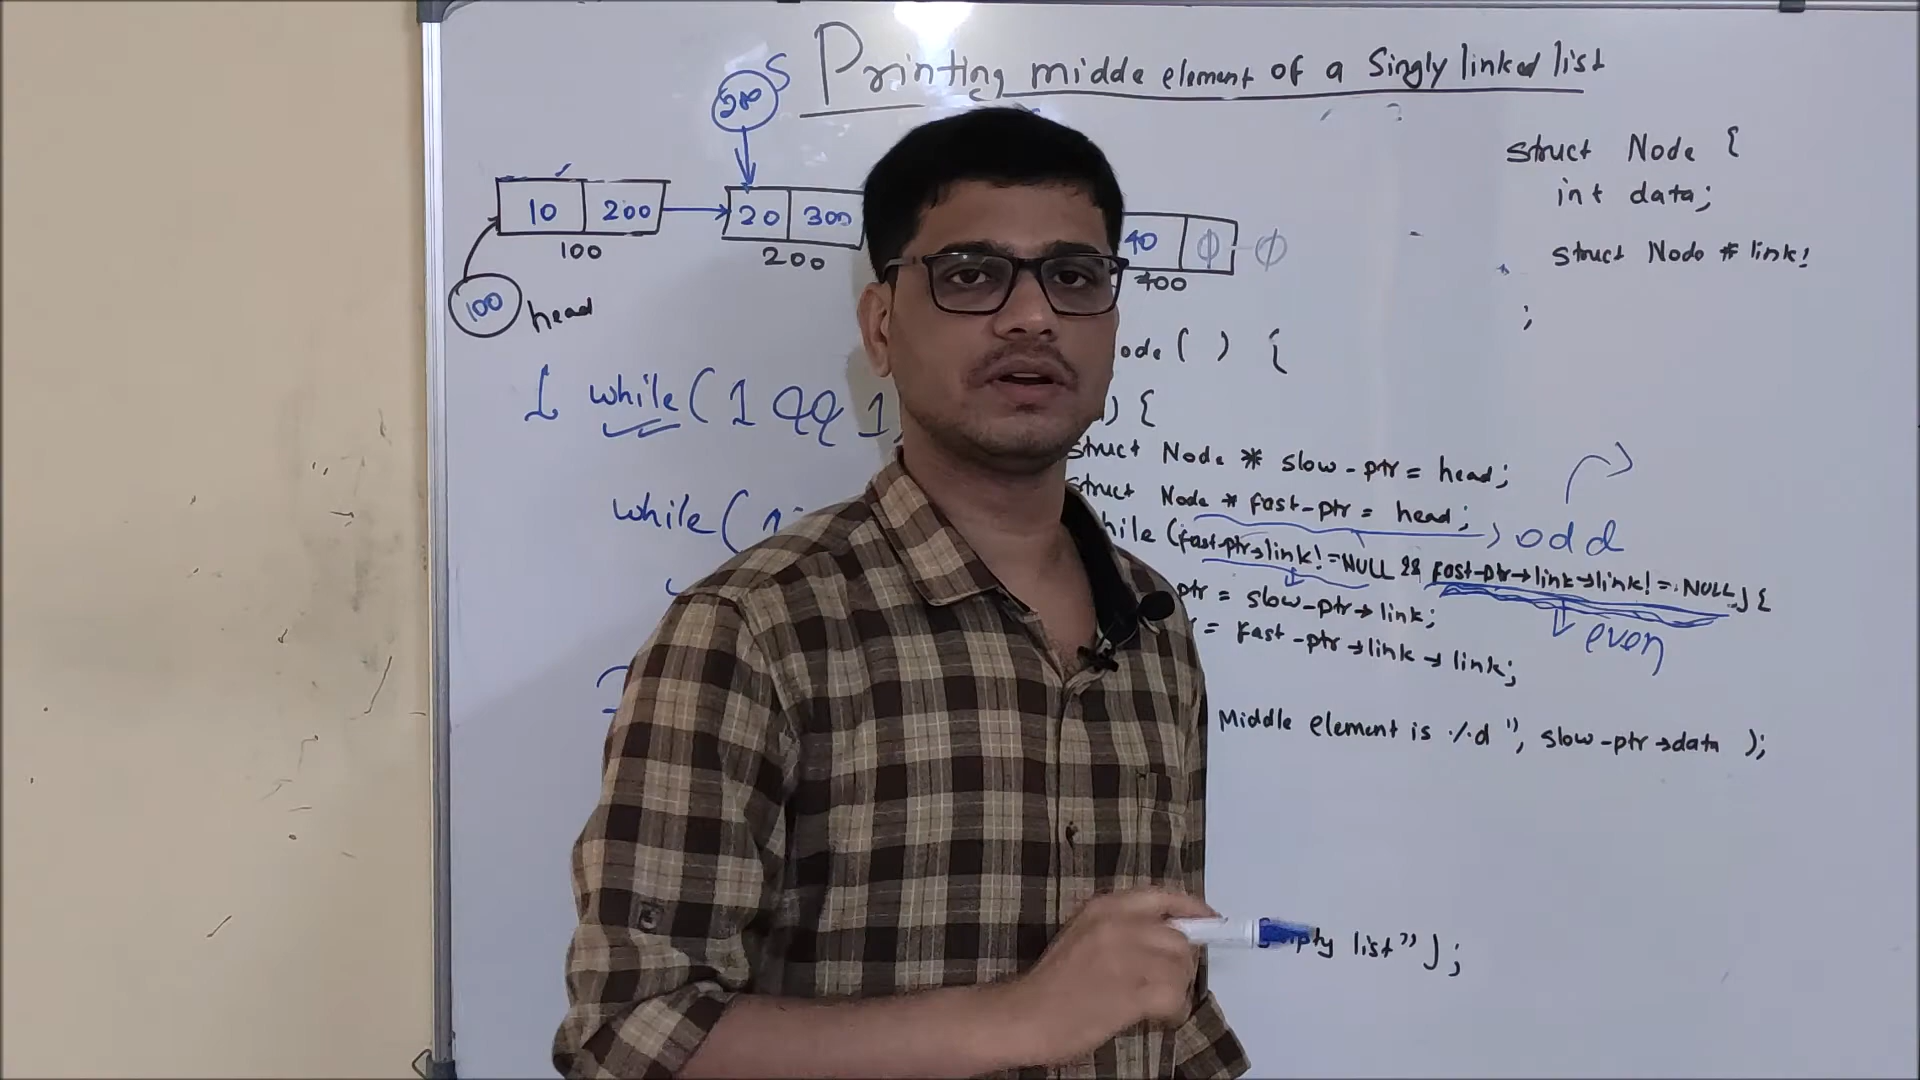 Printing midde element of a Singly linked list
S
10 200
20 300
40 ϕ ϕ
100
200
400
100 head
struct Node {
int data;
struct Node * link;
;
ode ( ) {
) {
while ( 1 && 1
while (
struct Node * slow-ptr = head;
struct Node * fast-ptr = head;
hile (fast-ptr→link != NULL && fast-ptr→link→link != NULL) {
odd
even
ptr = slow-ptr→link;
= fast-ptr→link→link;
Middle element is %d ", slow-ptr→data );
list");